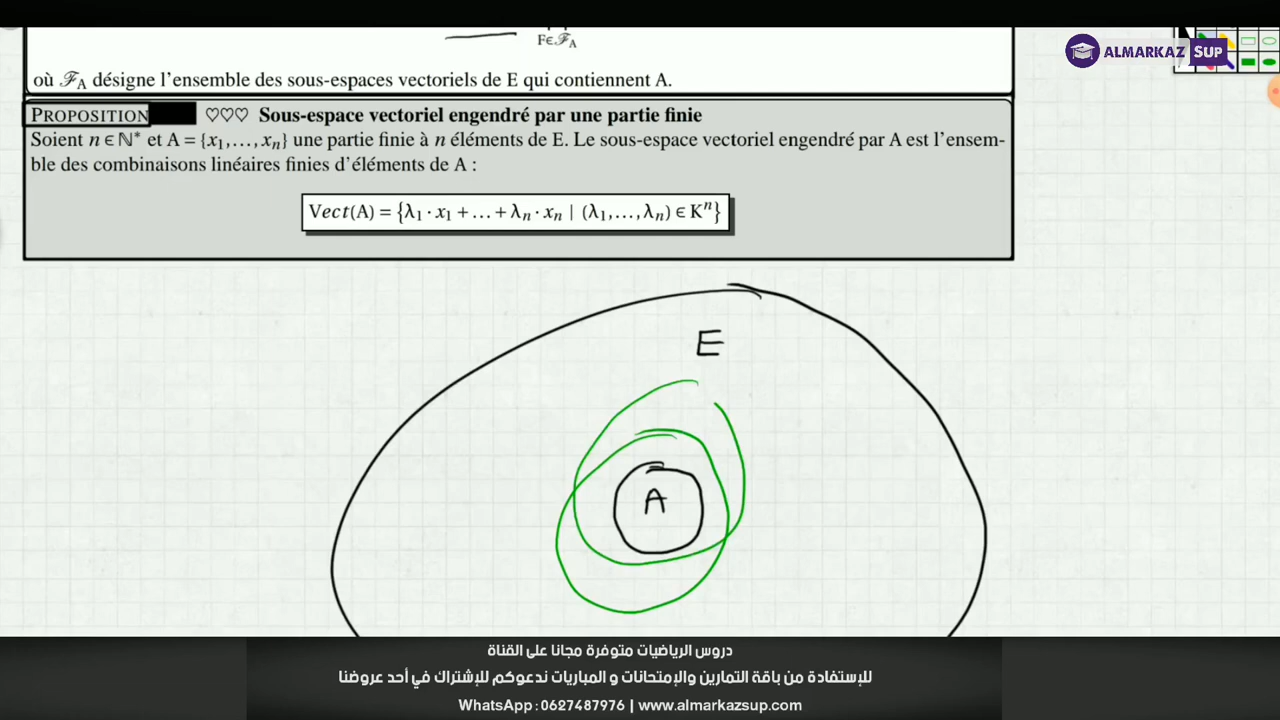 F∈ℱ_A
ALMARKAZ SUP
où ℱ_A désigne l'ensemble des sous-espaces vectoriels de E qui contiennent A.
PROPOSITION ♡♡♡ Sous-espace vectoriel engendré par une partie finie
Soient n ∈ ℕ* et A = {x₁,…,xₙ} une partie finie à n éléments de E. Le sous-espace vectoriel engendré par A est l'ensem-
ble des combinaisons linéaires finies d'éléments de A :
Vect(A) = {λ₁ · x₁ + … + λₙ · xₙ | (λ₁,…,λₙ) ∈ Kⁿ}
E
A
دروس الرياضيات متوفرة مجانا على القناة
للإستفادة من باقة التمارين والإمتحانات و المباريات ندعوكم للإشتراك في أحد عروضنا
WhatsApp : 0627487976 | www.almarkazsup.com